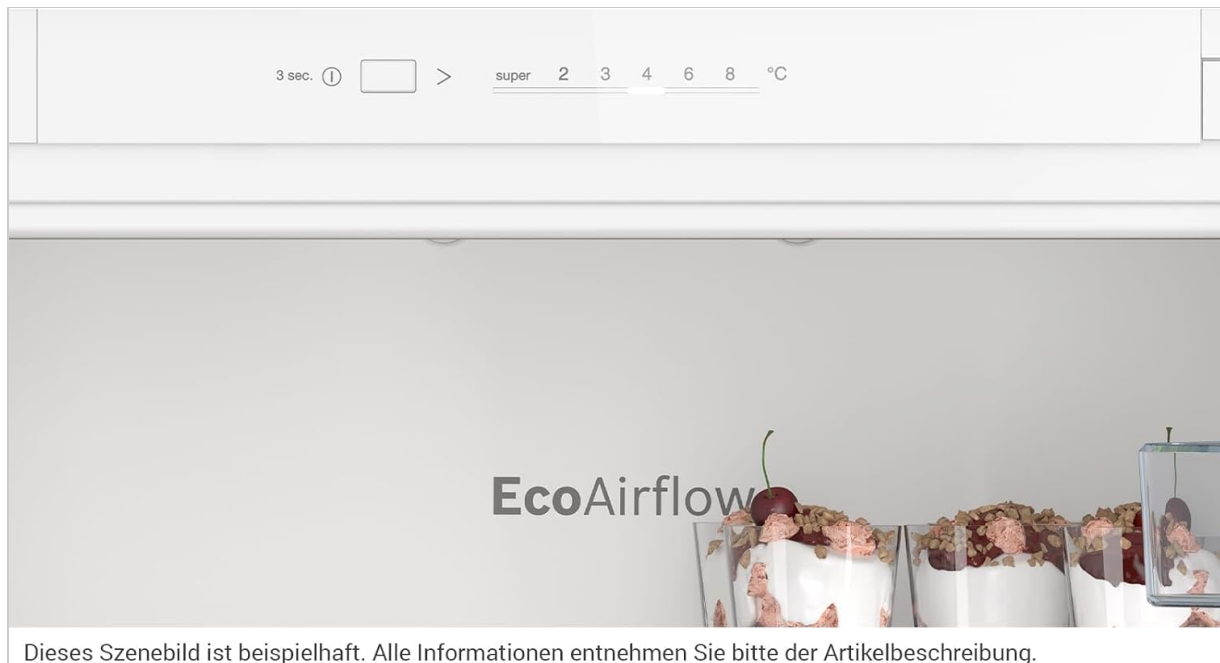 3 sec. > super 2 3 4 6 8 °C
EcoAirflow
Dieses Szenebild ist beispielhaft. Alle Informationen entnehmen Sie bitte der Artikelbeschreibung.